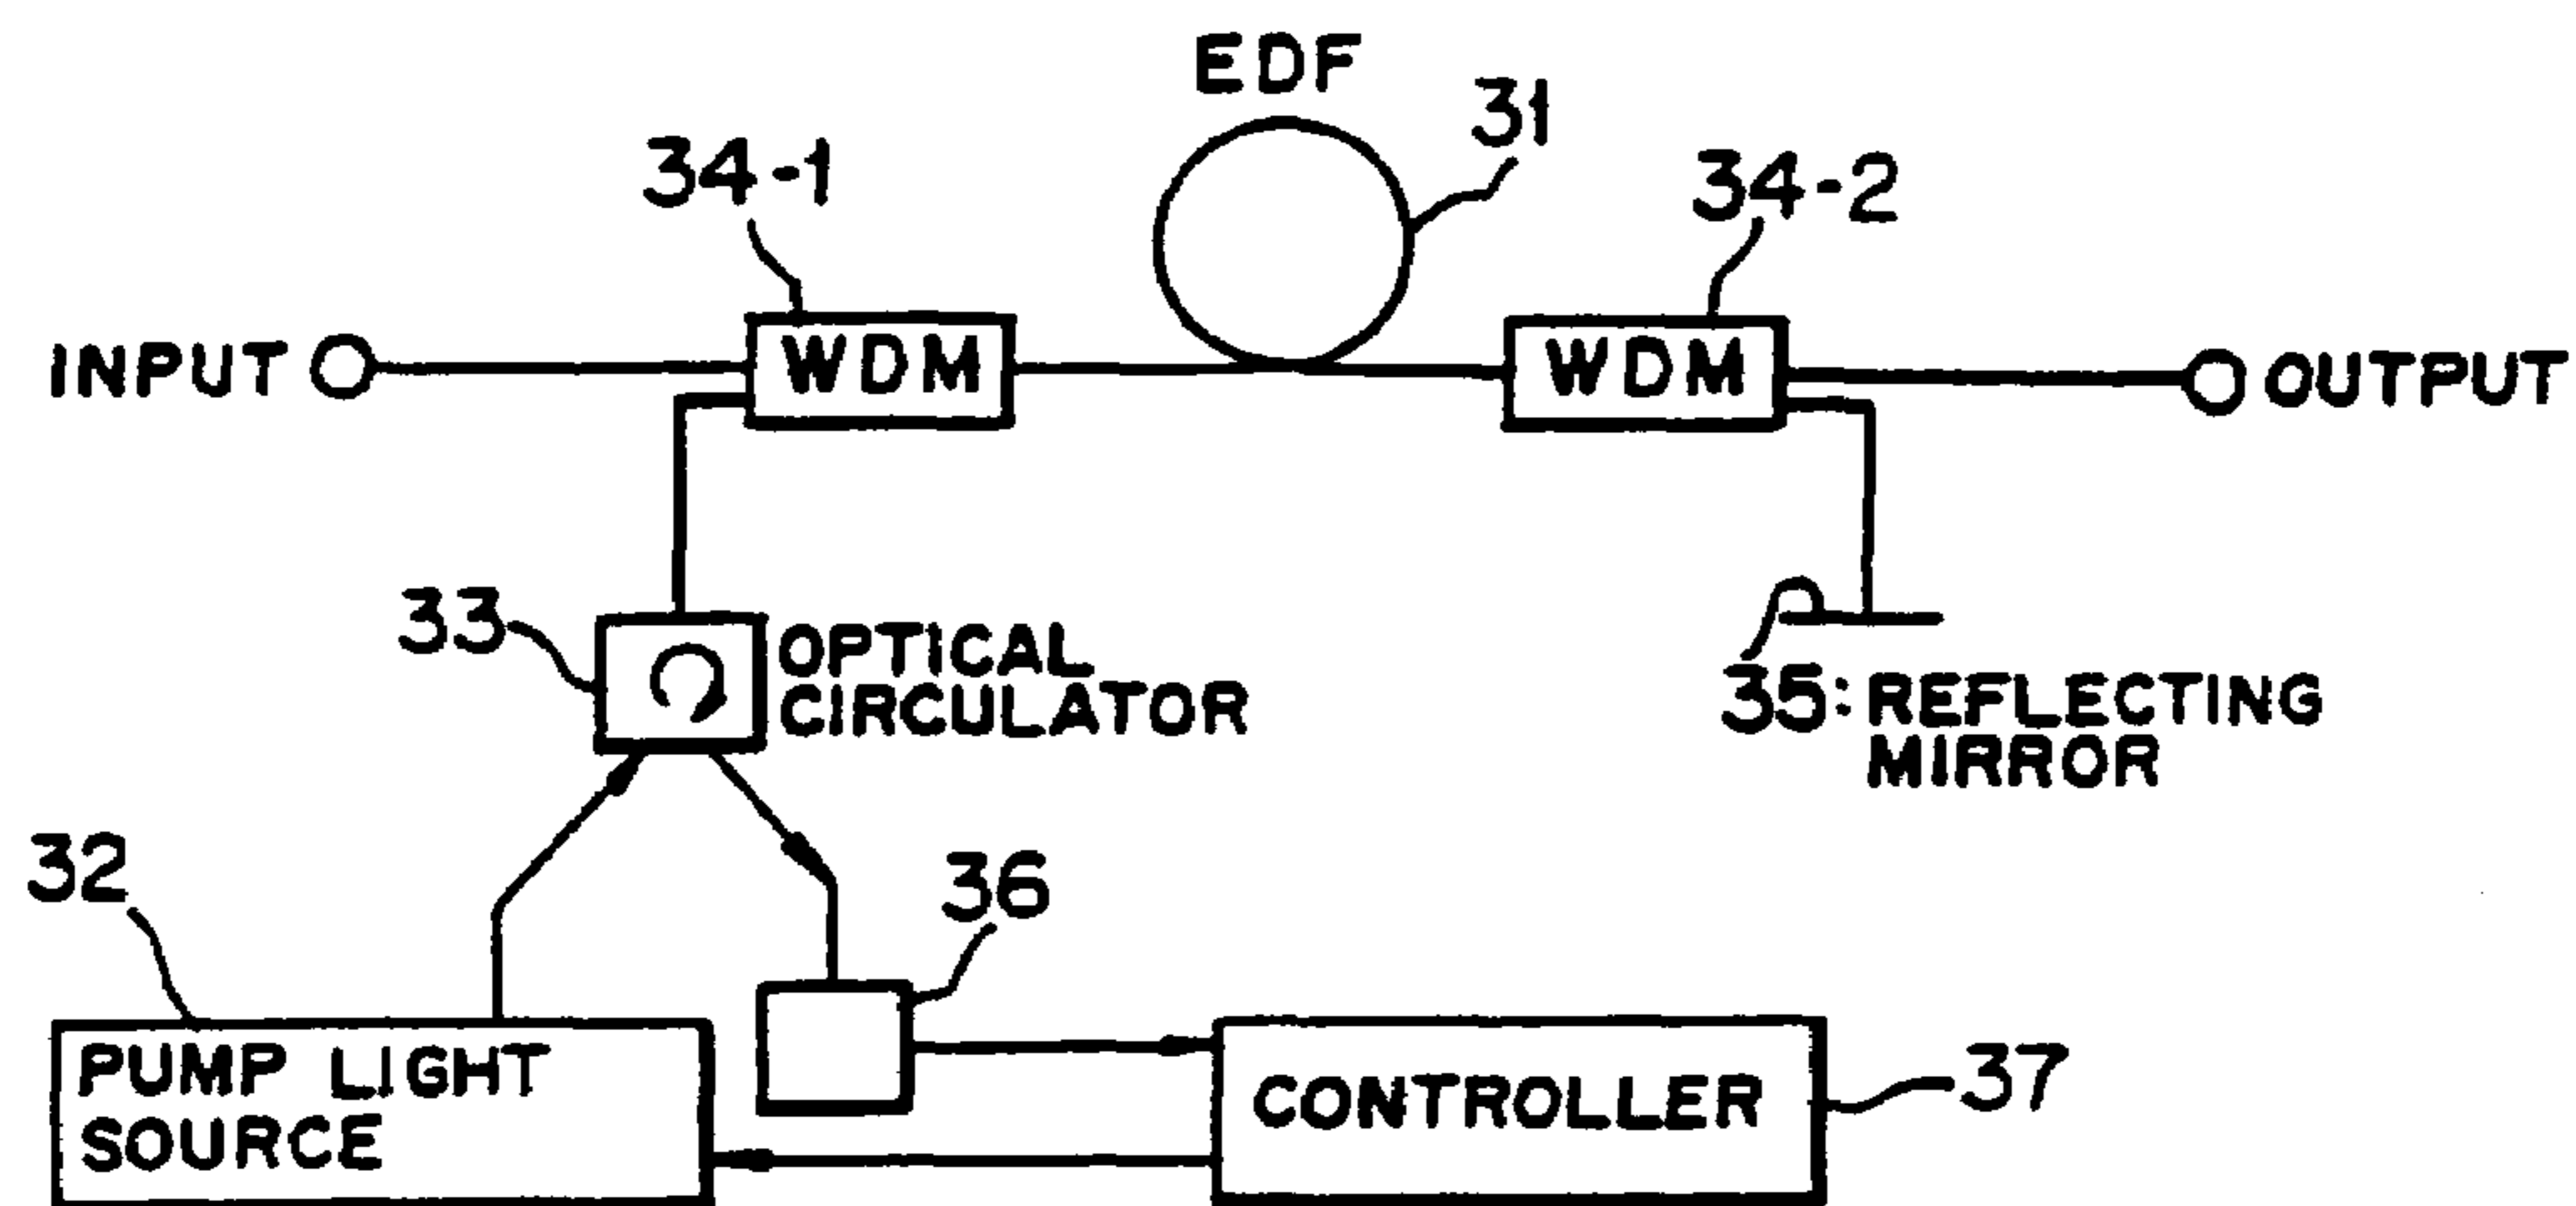 EDF
31
34-1
34-2
INPUT
WDM
WDM
OUTPUT
33
OPTICAL
CIRCULATOR
35: REFLECTING
MIRROR
32
36
PUMP LIGHT
SOURCE
CONTROLLER
37